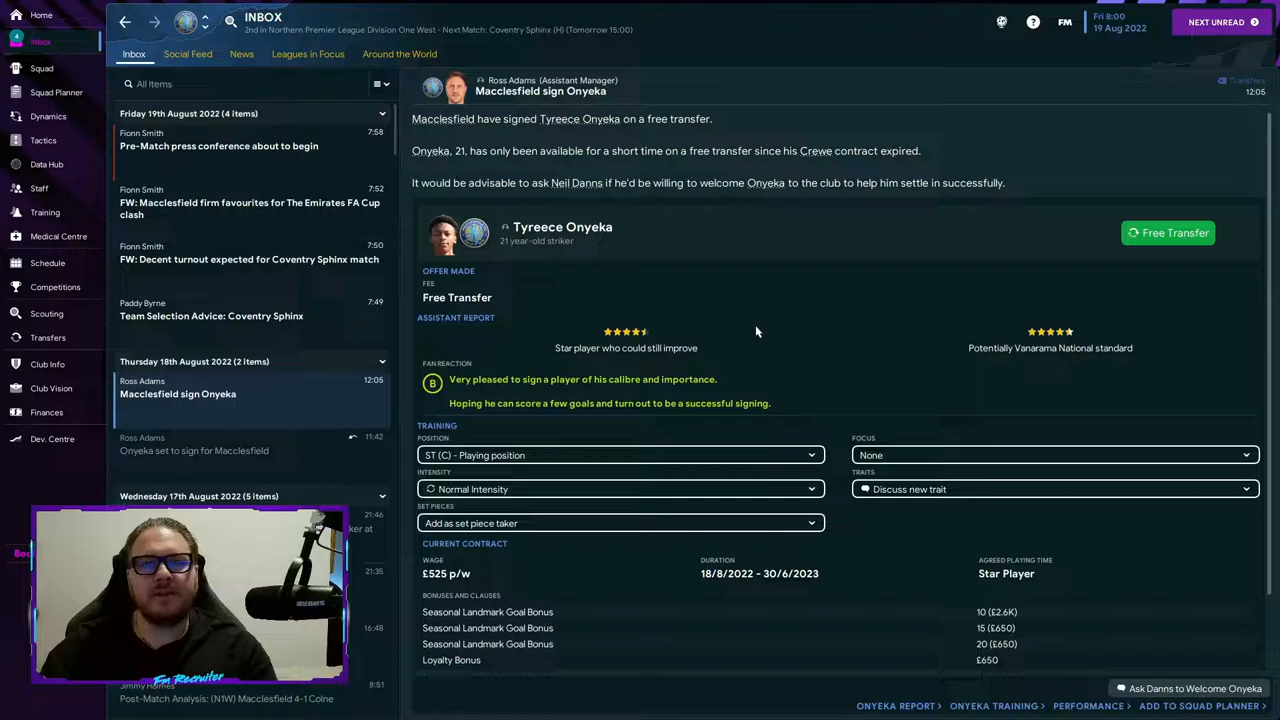 Home
INBOX
2nd in Northern Premier League Division One West - Next Match: Coventry Sphinx (H) (Tomorrow 15:00)
FM
Fri 8:00
19 Aug 2022
NEXT UNREAD
4
Inbox
Squad
Squad Planner
Dynamics
Tactics
Data Hub
Staff
Training
Medical Centre
Schedule
Competitions
Scouting
Transfers
Club Info
Club Vision
Finances
Dev. Centre
Inbox
Social Feed
News
Leagues in Focus
Around the World
All Items
Friday 19th August 2022 (4 items)
Fionn Smith
7:58
Pre-Match press conference about to begin
Fionn Smith
7:52
FW: Macclesfield firm favourites for The Emirates FA Cup
clash
Fionn Smith
7:50
FW: Decent turnout expected for Coventry Sphinx match
Paddy Byrne
7:49
Team Selection Advice: Coventry Sphinx
Thursday 18th August 2022 (2 items)
Ross Adams
12:05
Macclesfield sign Onyeka
Ross Adams
11:42
Onyeka set to sign for Macclesfield
Wednesday 17th August 2022 (5 items)
21:46
ker at
21:35
16:48
8:51
Post-Match Analysis: (N1W) Macclesfield 4-1 Colne
FM Recruiter
Ross Adams (Assistant Manager)
Macclesfield sign Onyeka
Transfers
12:05
Macclesfield have signed Tyreece Onyeka on a free transfer.
Onyeka, 21, has only been available for a short time on a free transfer since his Crewe contract expired.
It would be advisable to ask Neil Danns if he'd be willing to welcome Onyeka to the club to help him settle in successfully.
Tyreece Onyeka
21 year-old striker
Free Transfer
OFFER MADE
FEE
Free Transfer
ASSISTANT REPORT
Star player who could still improve
Potentially Vanarama National standard
FAN REACTION
B
Very pleased to sign a player of his calibre and importance.
Hoping he can score a few goals and turn out to be a successful signing.
TRAINING
POSITION
ST (C) - Playing position
FOCUS
None
INTENSITY
Normal Intensity
TRAITS
Discuss new trait
SET PIECES
Add as set piece taker
CURRENT CONTRACT
WAGE
£525 p/w
DURATION
18/8/2022 - 30/6/2023
AGREED PLAYING TIME
Star Player
BONUSES AND CLAUSES
Seasonal Landmark Goal Bonus
10 (£2.6K)
Seasonal Landmark Goal Bonus
15 (£650)
Seasonal Landmark Goal Bonus
20 (£650)
Loyalty Bonus
£650
Ask Danns to Welcome Onyeka
ONYEKA REPORT
ONYEKA TRAINING
PERFORMANCE
ADD TO SQUAD PLANNER